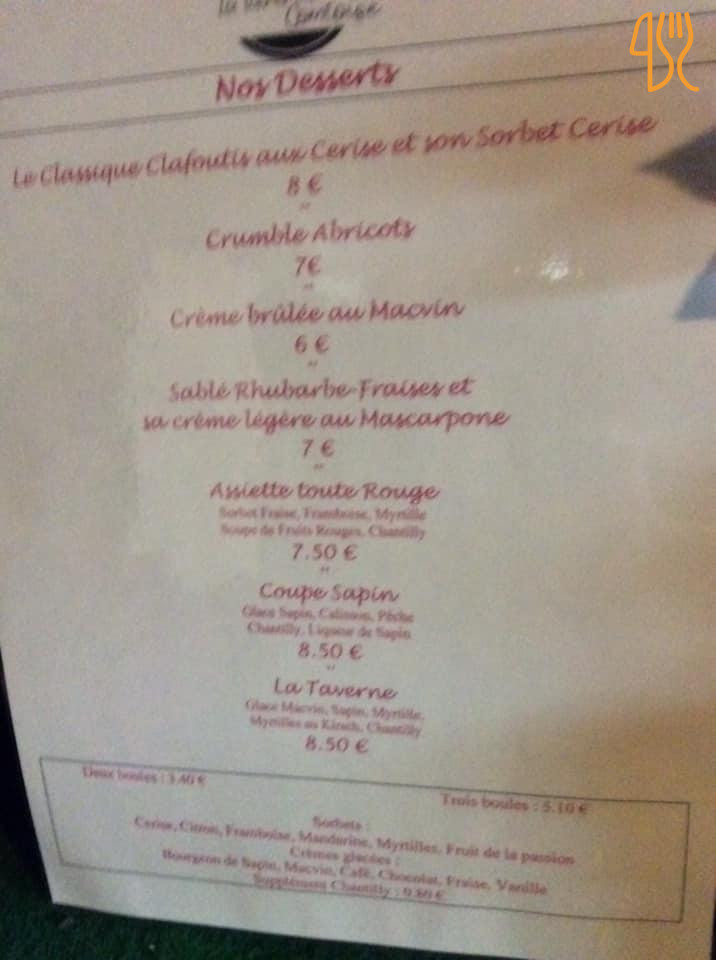 Nos Desserts
Le Classique Clafoutis aux Cerise et son Sorbet Cerise
8 €
Crumble Abricots
7€
Crème brûlée au Macvin
6 €
Sablé Rhubarbe-Fraises et
sa crème légère au Mascarpone
7 €
Assiette toute Rouge
Sorbet Fraise, Framboise, Myrtille
Soupe de Fruits Rouges, Chantilly
7.50 €
Coupe Sapin
Glace Sapin, Calisson, Pêche
Chantilly, Liqueur de Sapin
8.50 €
La Taverne
Glace Macvin, Sapin, Myrtille,
Myrtilles au Kirsch, Chantilly
8.50 €
Deux boules : 3.40 €
Trois boules : 5.10 €
Sorbets :
Cerise, Citron, Framboise, Mandarine, Myrtilles, Fruit de la passion
Crèmes glacées :
Bourgeon de Sapin, Macvin, Café, Chocolat, Fraise, Vanille
Supplément Chantilly : 0.80 €